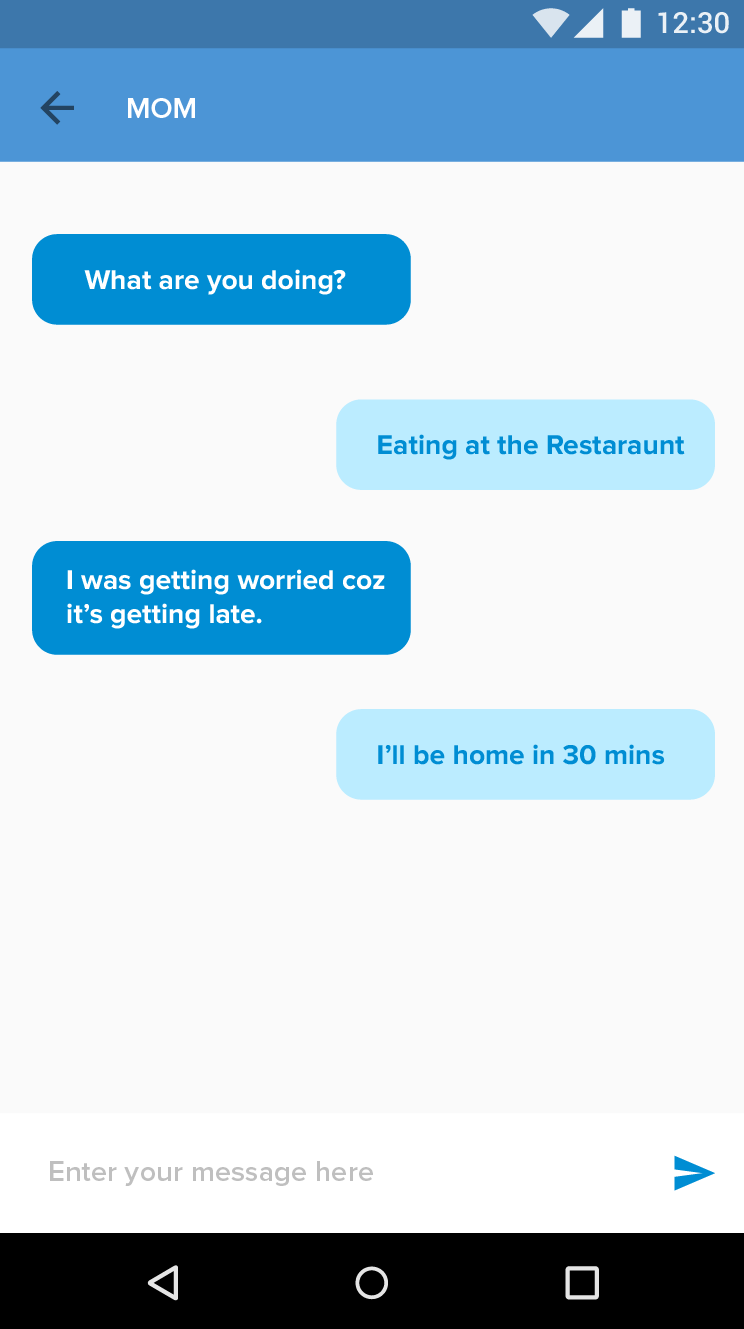 12:30
MOM
What are you doing?
Eating at the Restaraunt
I was getting worried coz
it’s getting late.
I’ll be home in 30 mins
Enter your message here